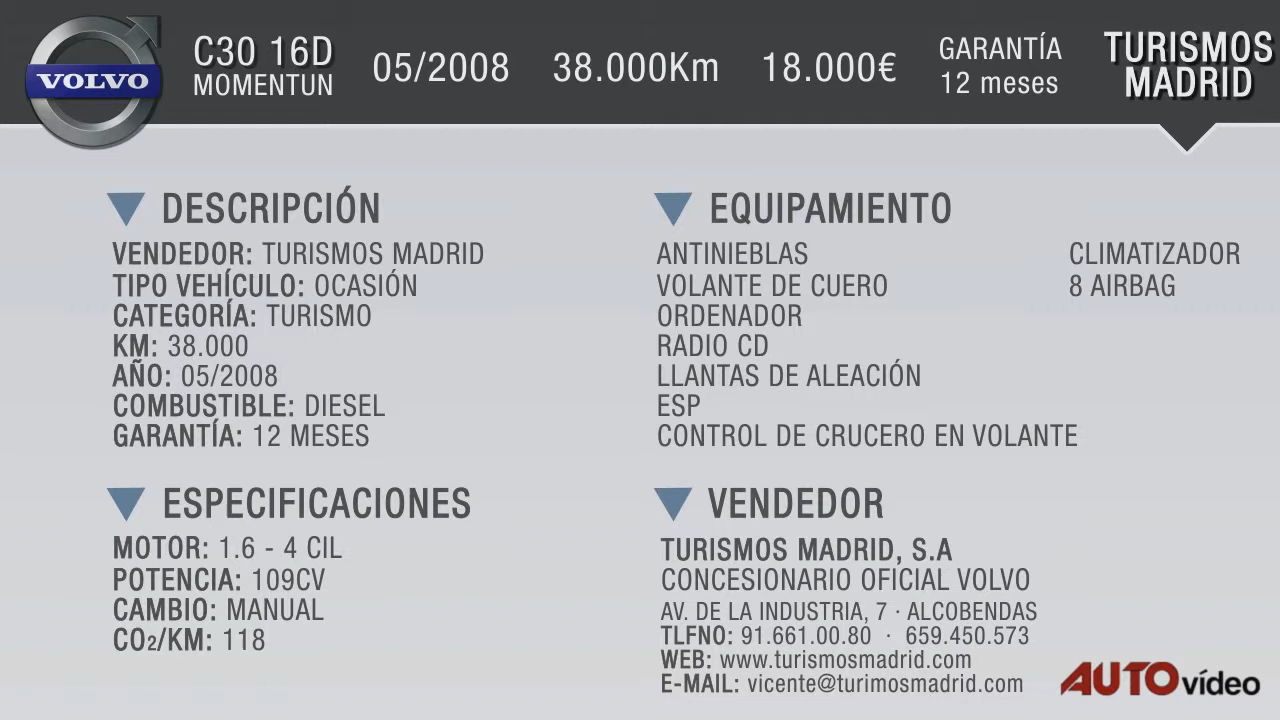 VOLVO
C30 16D
MOMENTUN
05/2008
38.000Km
18.000€
GARANTÍA
12 meses
TURISMOS
MADRID
DESCRIPCIÓN
VENDEDOR: TURISMOS MADRID
TIPO VEHÍCULO: OCASIÓN
CATEGORÍA: TURISMO
KM: 38.000
AÑO: 05/2008
COMBUSTIBLE: DIESEL
GARANTÍA: 12 MESES
EQUIPAMIENTO
ANTINIEBLAS
VOLANTE DE CUERO
ORDENADOR
RADIO CD
LLANTAS DE ALEACIÓN
ESP
CONTROL DE CRUCERO EN VOLANTE
CLIMATIZADOR
8 AIRBAG
ESPECIFICACIONES
MOTOR: 1.6 - 4 CIL
POTENCIA: 109CV
CAMBIO: MANUAL
CO2/KM: 118
VENDEDOR
TURISMOS MADRID, S.A
CONCESIONARIO OFICIAL VOLVO
AV. DE LA INDUSTRIA, 7 · ALCOBENDAS
TLFNO: 91.661.00.80 · 659.450.573
WEB: www.turismosmadrid.com
E-MAIL: vicente@turimosmadrid.com
AUTOvídeo